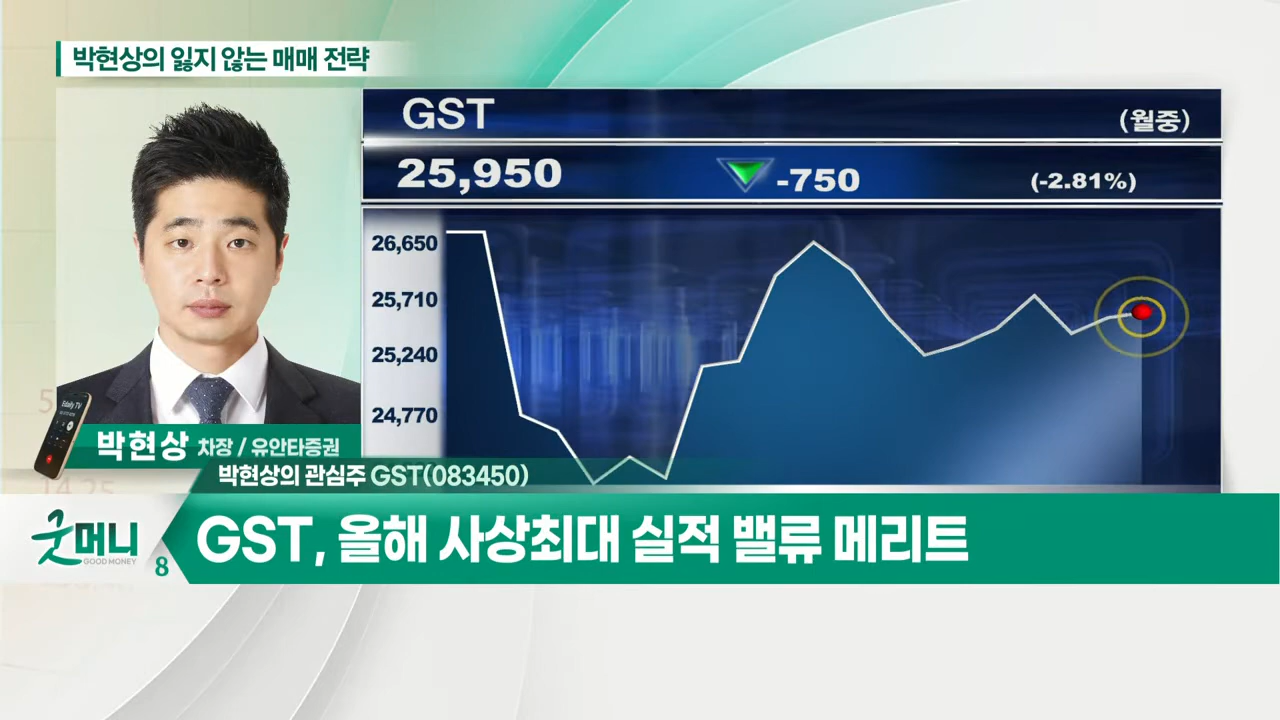 박현상의 잃지 않는 매매 전략
GST
(월중)
25,950
-750
(-2.81%)
26,650
25,710
25,240
24,770
Edaily TV
박현상 차장 / 유안타증권
박현상의 관심주 GST(083450)
굿머니
GOOD MONEY
8
GST, 올해 사상최대 실적 밸류 메리트